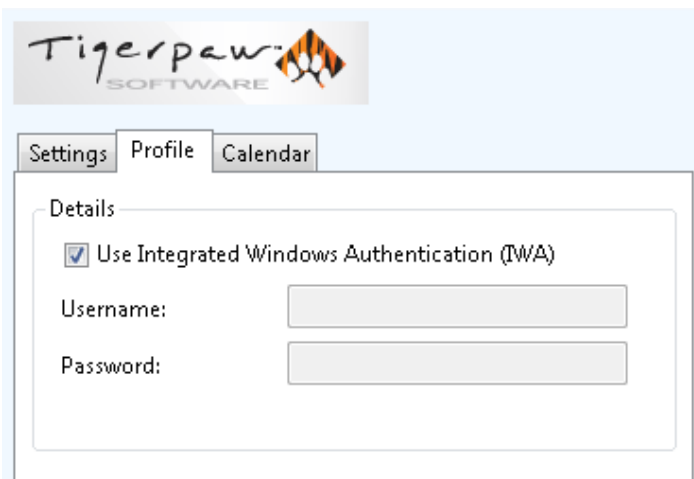 Tigerpaw
SOFTWARE
Settings Profile Calendar
Details
Use Integrated Windows Authentication (IWA)
Username:
Password: